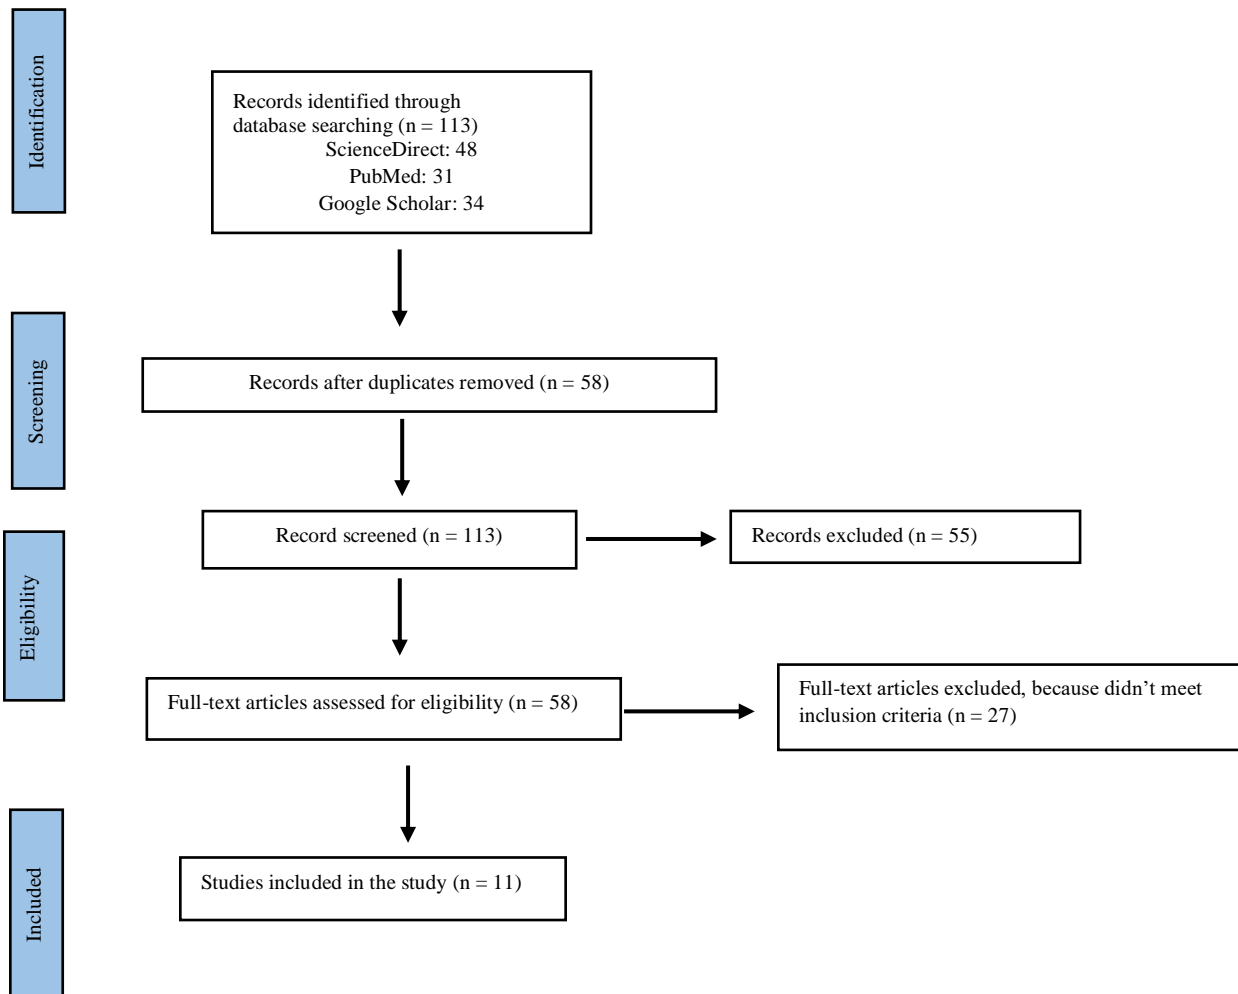 Identification
Records identified through
database searching (n = 113)
ScienceDirect: 48
PubMed: 31
Google Scholar: 34
Screening
Records after duplicates removed (n = 58)
Record screened (n = 113)
Records excluded (n = 55)
Eligibility
Full-text articles assessed for eligibility (n = 58)
Full-text articles excluded, because didn’t meet
inclusion criteria (n = 27)
Included
Studies included in the study (n = 11)